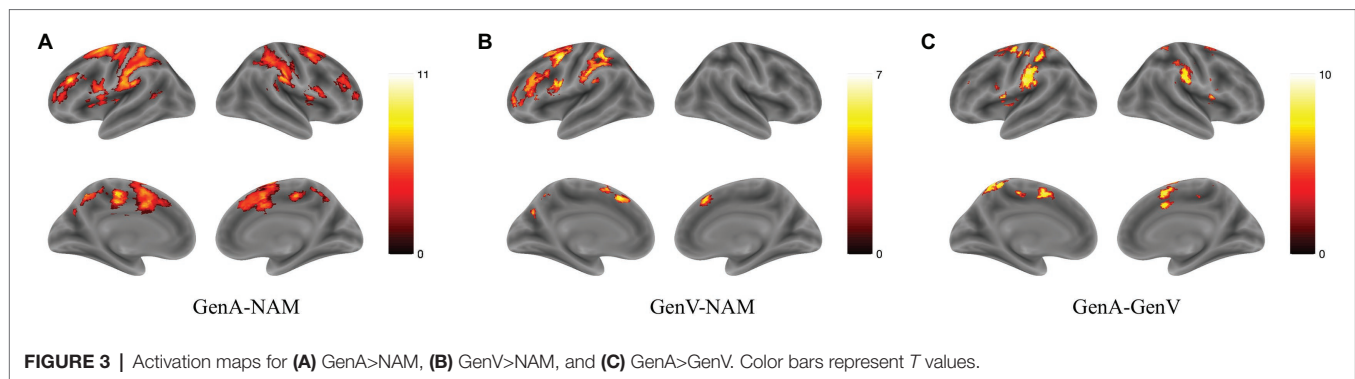 A
11
0
GenA-NAM
B
7
0
GenV-NAM
C
10
0
GenA-GenV
FIGURE 3 | Activation maps for (A) GenA>NAM, (B) GenV>NAM, and (C) GenA>GenV. Color bars represent T values.